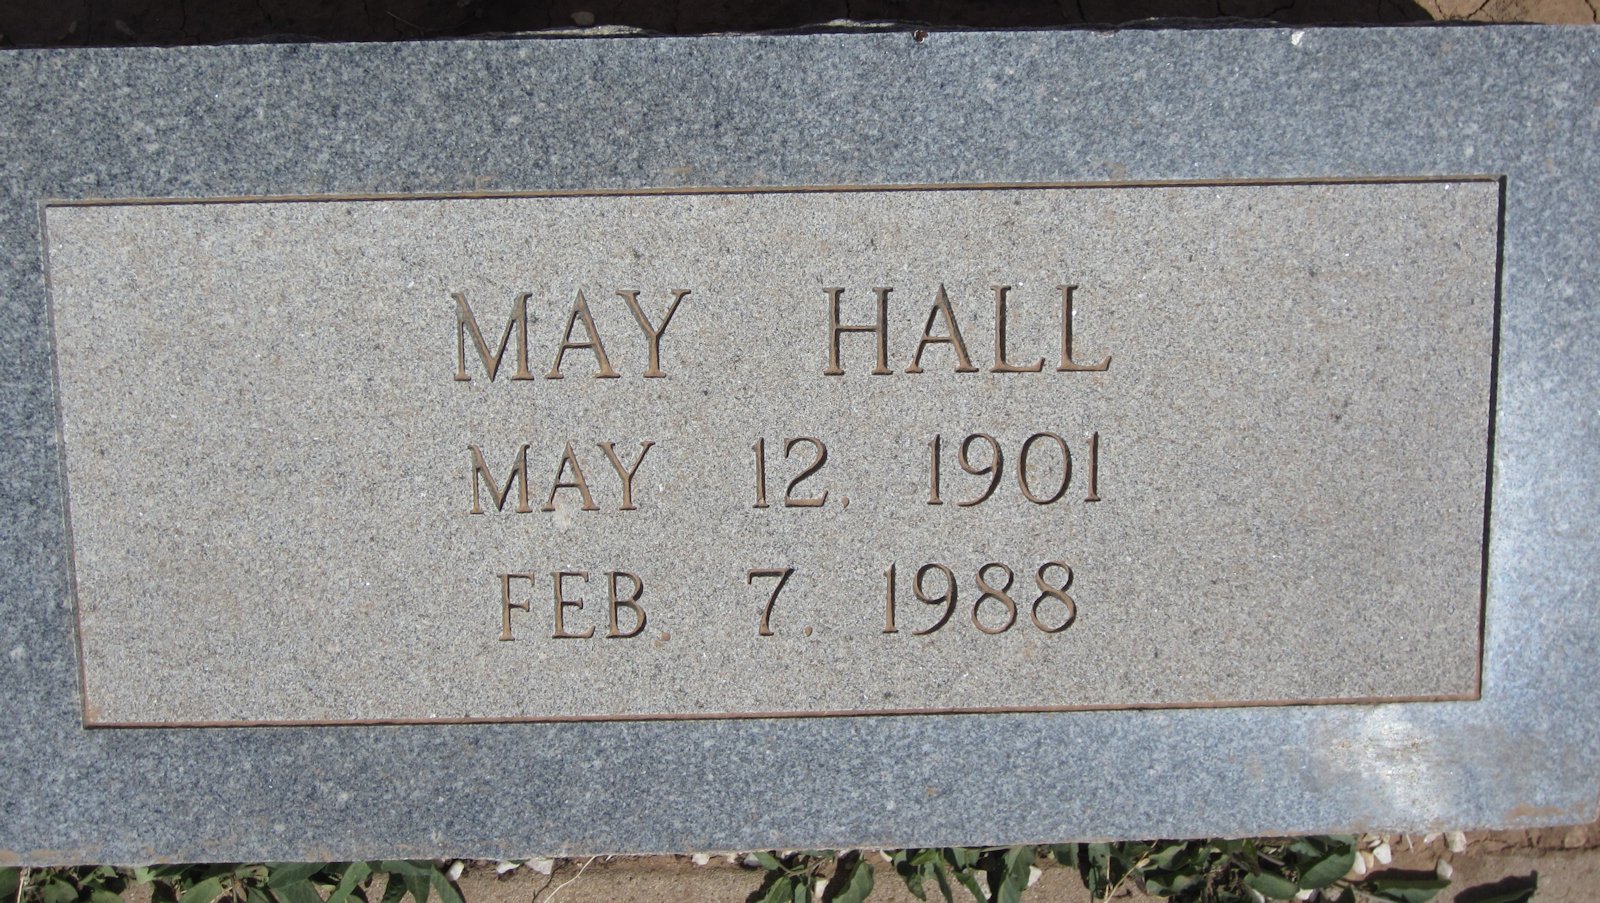 MAY HALL
MAY 12, 1901
FEB. 7, 1988